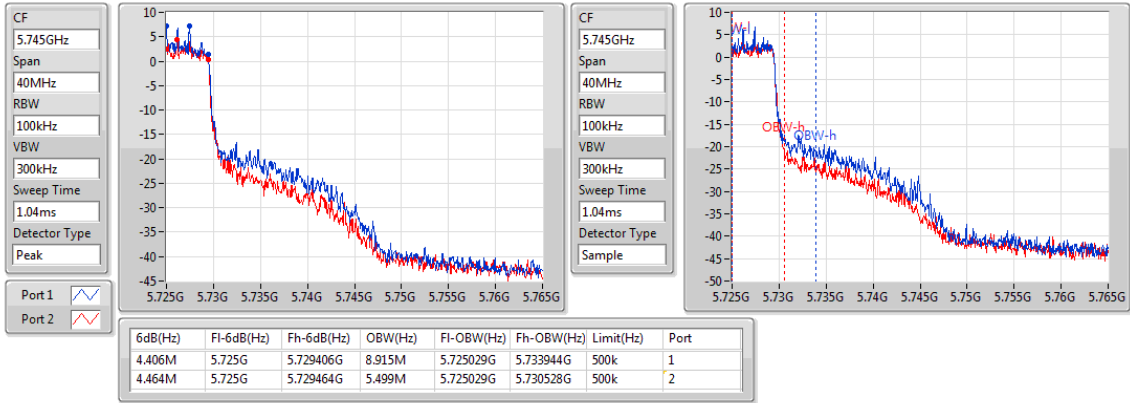 CF
5.745GHz
Span
40MHz
RBW
100kHz
VBW
300kHz
Sweep Time
1.04ms
Detector Type
Peak
Port 1
Port 2
10
5
0
-5
-10
-15
-20
-25
-30
-35
-40
-45
5.725G 5.73G 5.735G 5.74G 5.745G 5.75G 5.755G 5.76G 5.765G
CF
5.745GHz
Span
40MHz
RBW
100kHz
VBW
300kHz
Sweep Time
1.04ms
Detector Type
Sample
10
5
0
-5
-10
-15
-20
-25
-30
-35
-40
-45
-50
OBW-h
OBW-h
5.725G 5.73G 5.735G 5.74G 5.745G 5.75G 5.755G 5.76G 5.765G
6dB(Hz) Fl-6dB(Hz) Fh-6dB(Hz) OBW(Hz) Fl-OBW(Hz) Fh-OBW(Hz) Limit(Hz) Port
4.406M 5.725G 5.729406G 8.915M 5.725029G 5.733944G 500k 1
4.464M 5.725G 5.729464G 5.499M 5.725029G 5.730528G 500k 2